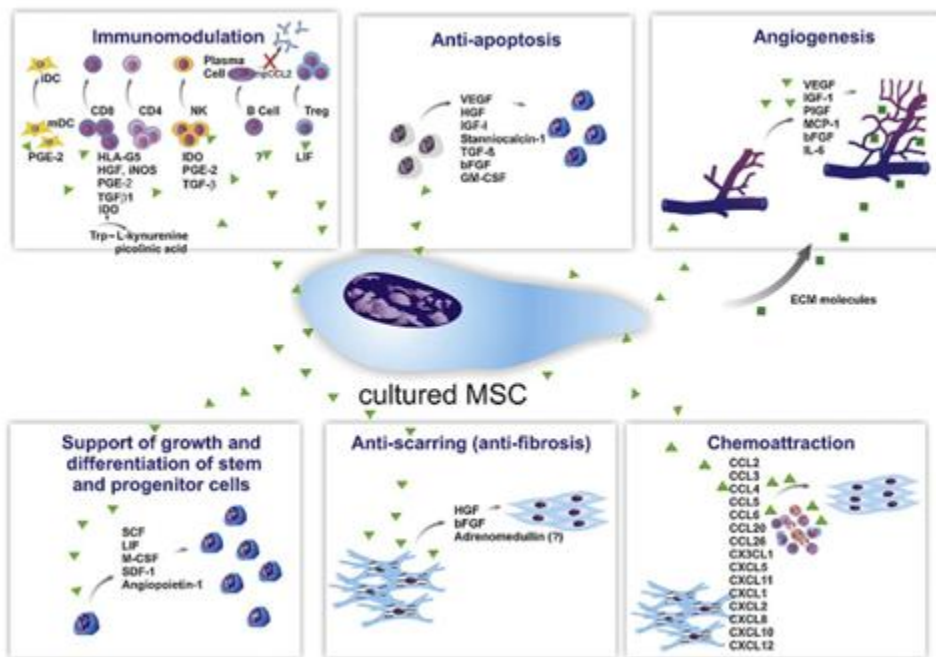 Immunomodulation
iDC
Plasma
Cell
mpCCL2
mDC
CD8
CD4
NK
B Cell
Treg
PGE-2
HLA-G5
HGF, iNOS
PGE-2
TGFβ1
IDO
IDO
PGE-2
TGF-β
?
LIF
Trp→L-kynurenine
picolinic acid
Anti-apoptosis
VEGF
HGF
IGF-I
Stanniocalcin-1
TGF-ß
bFGF
GM-CSF
Angiogenesis
VEGF
IGF-1
PlGF
MCP-1
bFGF
IL-6
ECM molecules
cultured MSC
Support of growth and
differentiation of stem
and progenitor cells
SCF
LIF
M-CSF
SDF-1
Angiopoietin-1
Anti-scarring (anti-fibrosis)
HGF
bFGF
Adrenomedullin (?)
Chemoattraction
CCL2
CCL3
CCL4
CCL5
CCL6
CCL20
CCL26
CX3CL1
CXCL5
CXCL11
CXCL1
CXCL2
CXCL8
CXCL10
CXCL12